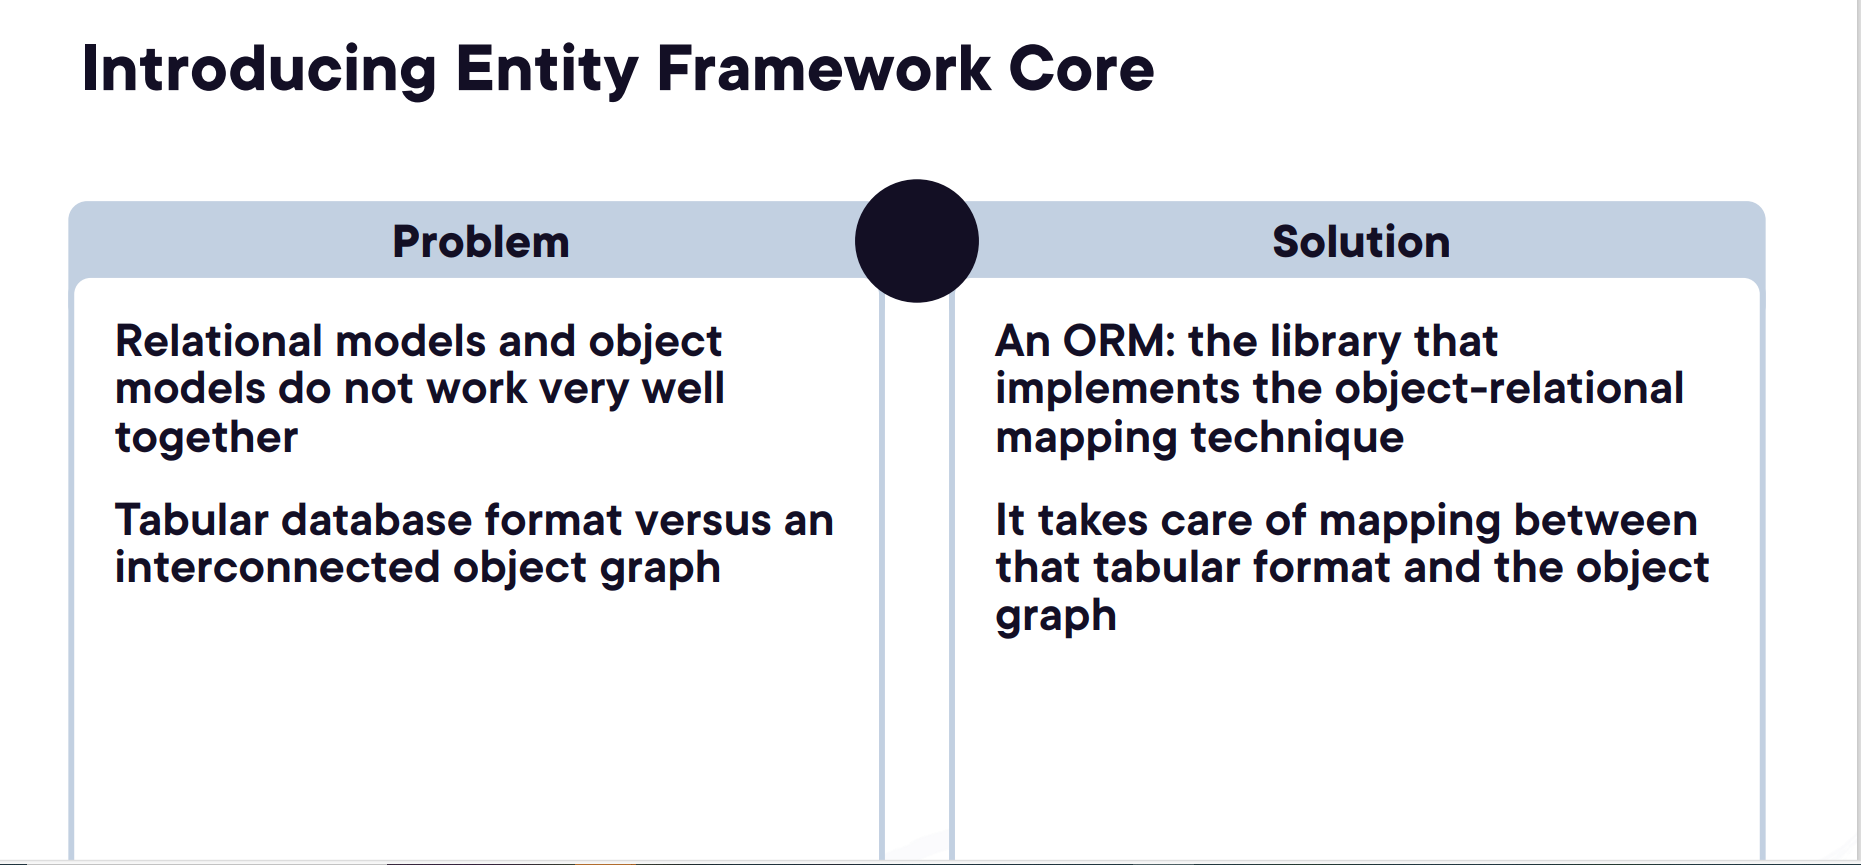 Introducing Entity Framework Core
Problem
Relational models and object
models do not work very well
together
Tabular database format versus an
interconnected object graph
Solution
An ORM: the library that
implements the object-relational
mapping technique
It takes care of mapping between
that tabular format and the object
graph